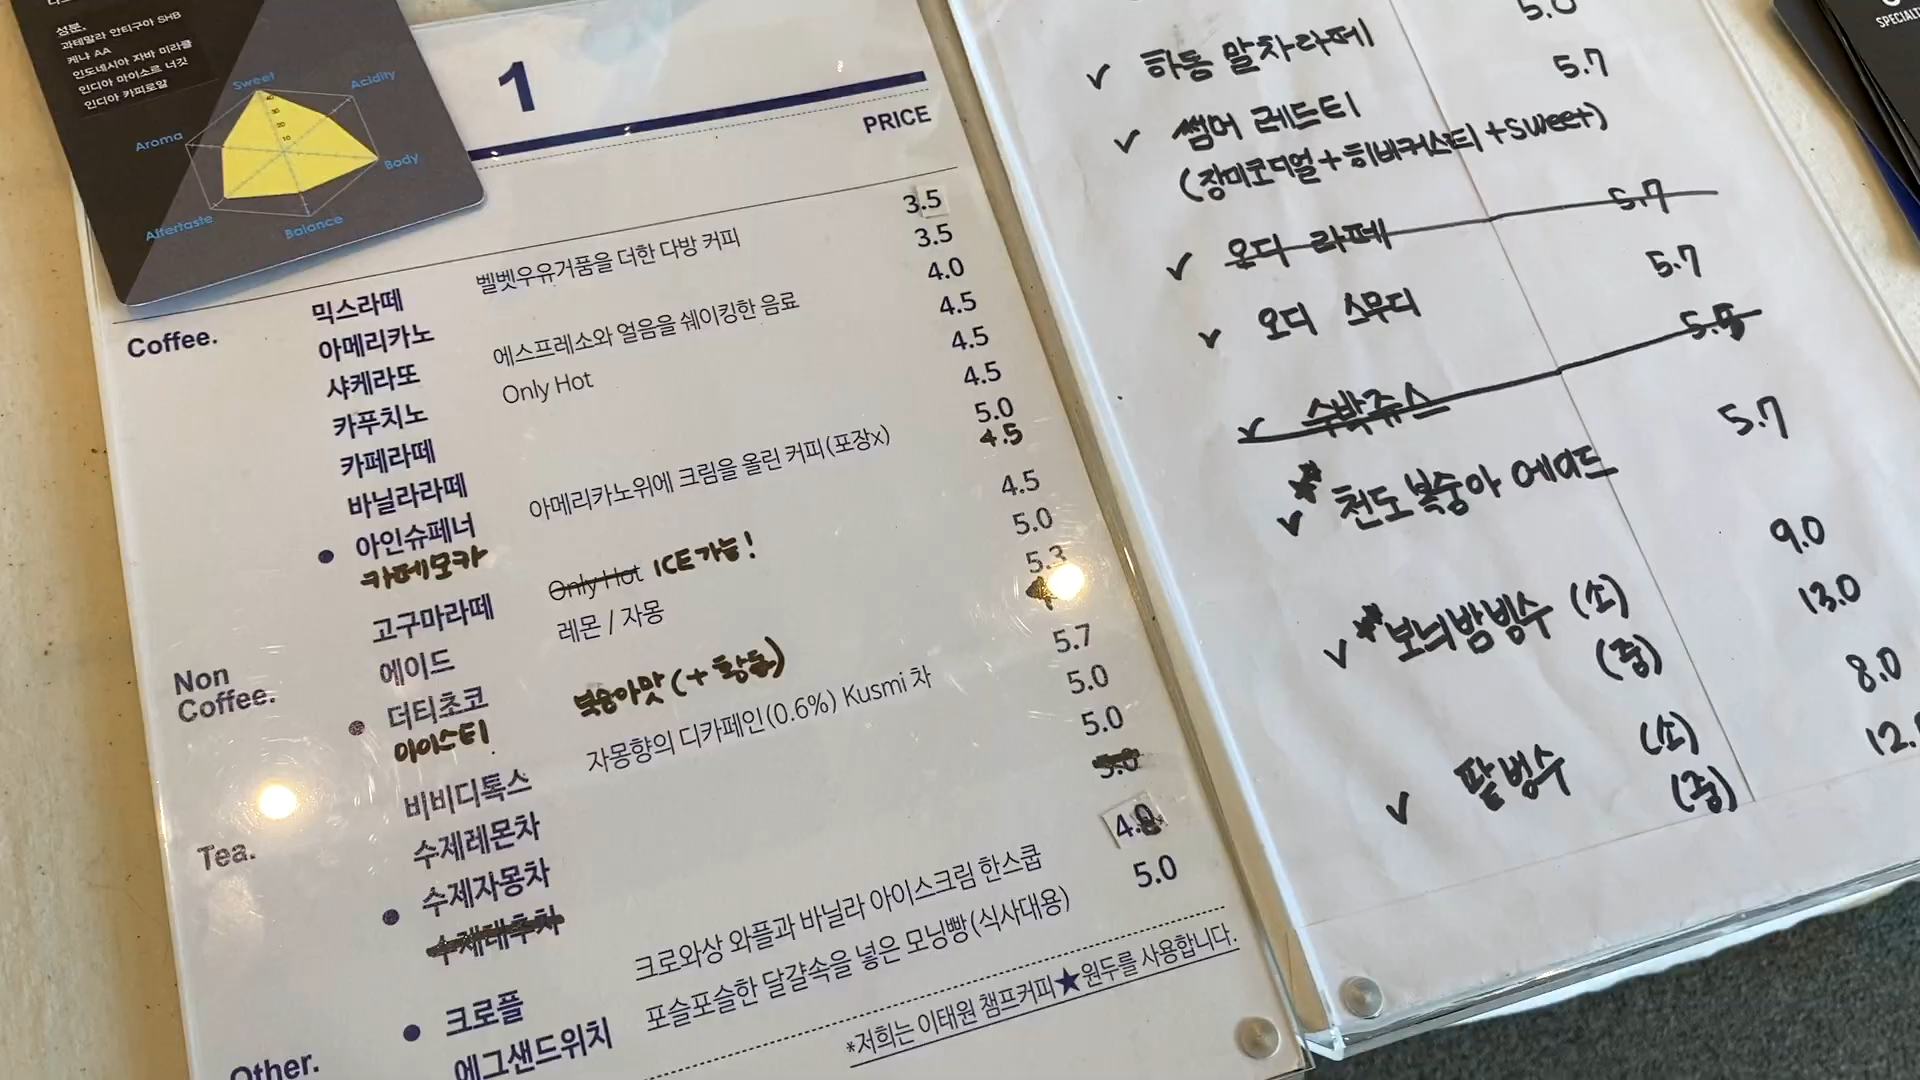 성분.
과테말라 안티구아 SHB
케냐 AA
인도네시아 자바 미라클
인디아 마이소르 너깃
인디아 카피로얄
Sweet
Acidity
Aroma
Body
Aftertaste
Balance
40
30
20
10
1
PRICE
Coffee.
믹스라떼 벨벳우유거품을 더한 다방 커피 3.5
아메리카노 3.5
샤케라또 에스프레소와 얼음을 쉐이킹한 음료 4.0
카푸치노 Only Hot 4.5
카페라떼 4.5
바닐라라떼 4.5
아인슈페너 아메리카노위에 크림을 올린 커피(포장x) 5.0
카페모카 4.5
Non Coffee.
고구마라떼 Only Hot ICE가능! 4.5
에이드 레몬 / 자몽 5.0
더티초코 5.3
아이스티 복숭아맛(+황동)
Tea.
비비디톡스 자몽향의 디카페인(0.6%) Kusmi 차 5.7
수제레몬차 5.0
수제자몽차 5.0
수제대추차 5.0
Other.
크로플 크로와상 와플과 바닐라 아이스크림 한스쿱
에그샌드위치 포슬포슬한 달걀속을 넣은 모닝빵(식사대용) 5.0
*저희는 이태원 챔프커피★원두를 사용합니다.
5.0
하동 말차라떼 5.7
썸머 레드티
(장미코디얼+히비커스티+sweet)
오디 라떼 5.7
오디 스무디 5.7
수박쥬스
천도복숭아 에이드 5.7
보늬밤빙수 (소) 9.0
(중) 13.0
팥빙수 (소) 8.0
(중)
SPECIALT